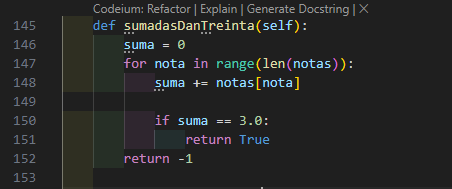 Codeium: Refactor | Explain | Generate Docstring | ×
145 def sumadasDanTreinta(self):
146 suma = 0
147 for nota in range(len(notas)):
148 suma += notas[nota]
149
150 if suma == 3.0:
151 return True
152 return -1
153